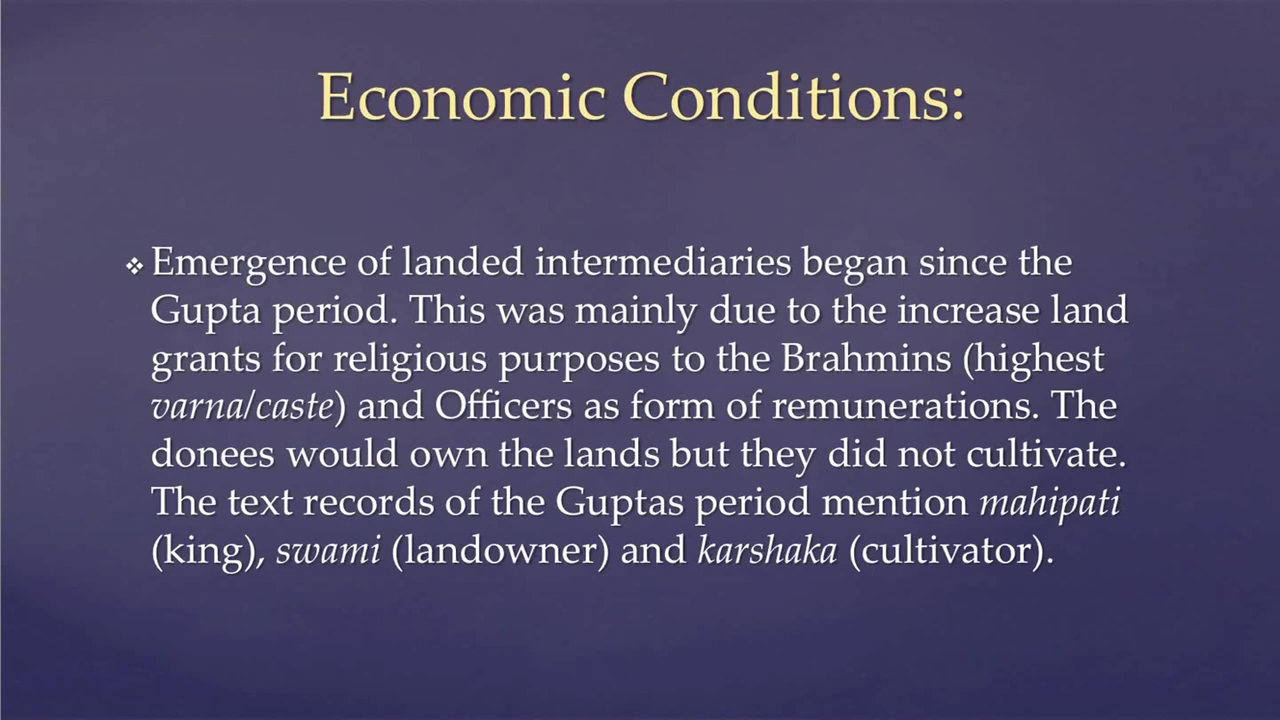 Economic Conditions:
❖ Emergence of landed intermediaries began since the
Gupta period. This was mainly due to the increase land
grants for religious purposes to the Brahmins (highest
varna/caste) and Officers as form of remunerations. The
donees would own the lands but they did not cultivate.
The text records of the Guptas period mention mahipati
(king), swami (landowner) and karshaka (cultivator).